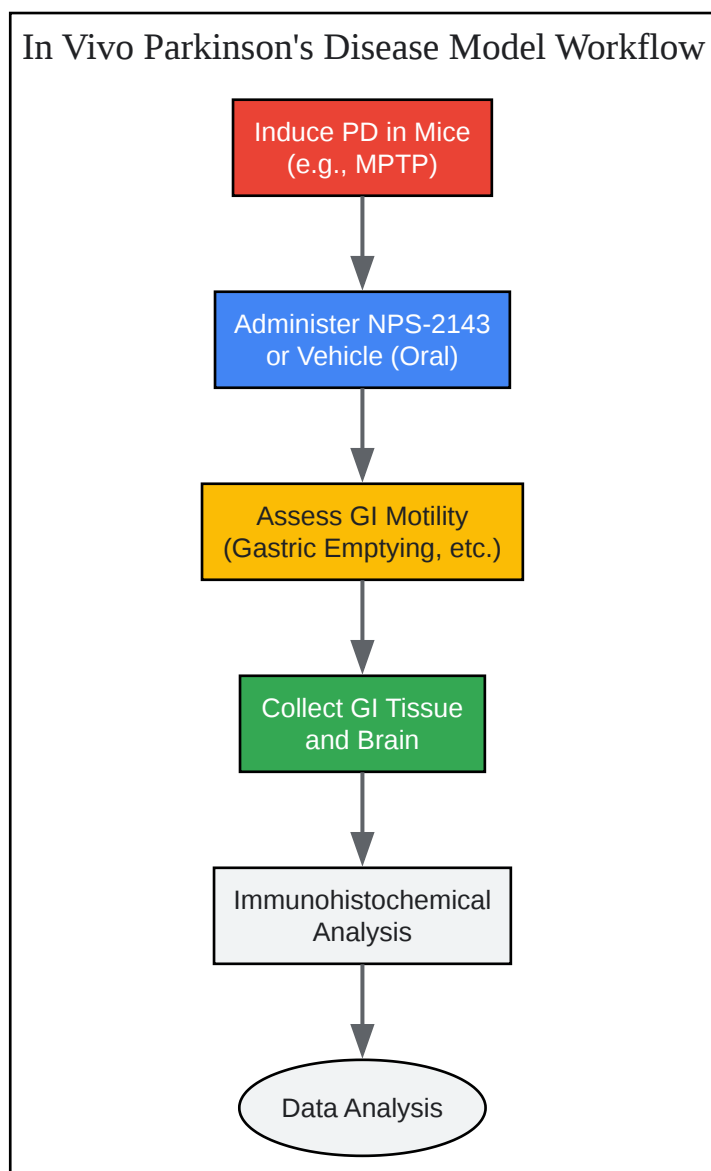 In Vivo Parkinson's Disease Model Workflow
Induce PD in Mice
(e.g., MPTP)
Administer NPS-2143
or Vehicle (Oral)
Assess GI Motility
(Gastric Emptying, etc.)
Collect GI Tissue
and Brain
Immunohistochemical
Analysis
Data Analysis